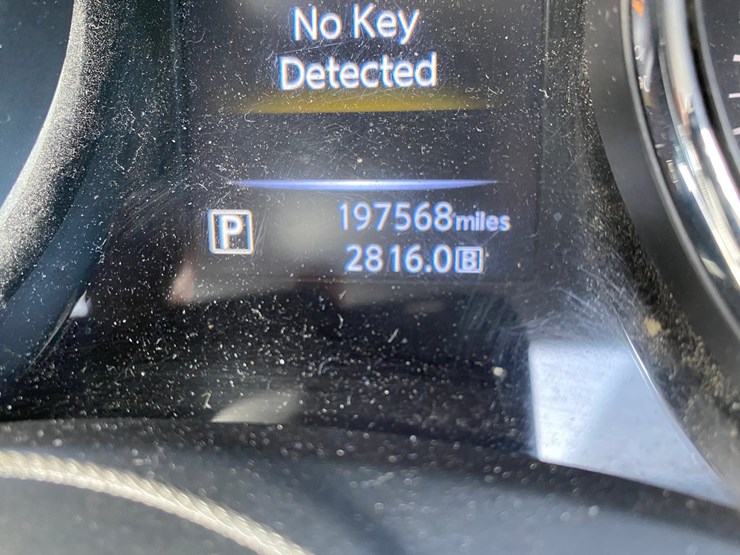 No Key
Detected
P 197568 miles
2816.0 B